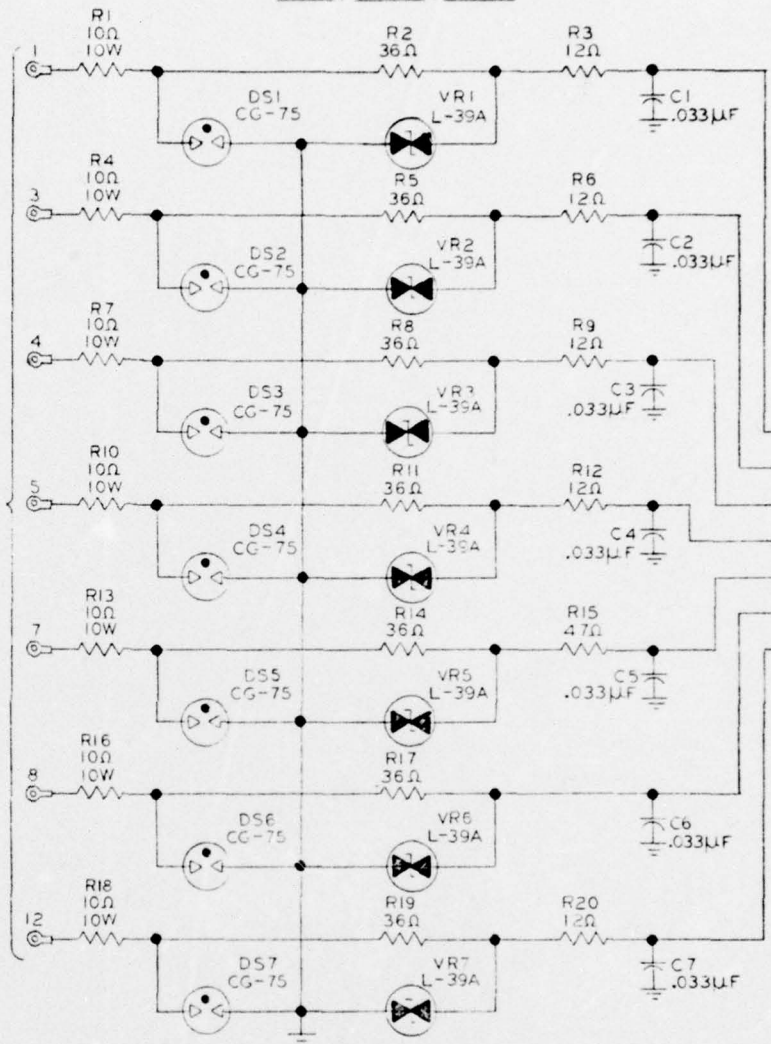 R1
10Ω
10W
1
R2
36Ω
R3
12Ω
DS1
CG-75
VR1
L-39A
C1
.033µF
R4
10Ω
10W
3
R5
36Ω
R6
12Ω
DS2
CG-75
VR2
L-39A
C2
.033µF
R7
10Ω
10W
4
R8
36Ω
R9
12Ω
DS3
CG-75
VR3
L-39A
C3
.033µF
R10
10Ω
10W
5
R11
36Ω
R12
12Ω
DS4
CG-75
VR4
L-39A
C4
.033µF
R13
10Ω
10W
7
R14
36Ω
R15
47Ω
DS5
CG-75
VR5
L-39A
C5
.033µF
R16
10Ω
10W
8
R17
36Ω
DS6
CG-75
VR6
L-39A
C6
.033µF
R18
10Ω
10W
12
R19
36Ω
R20
12Ω
DS7
CG-75
VR7
L-39A
C7
.033µF